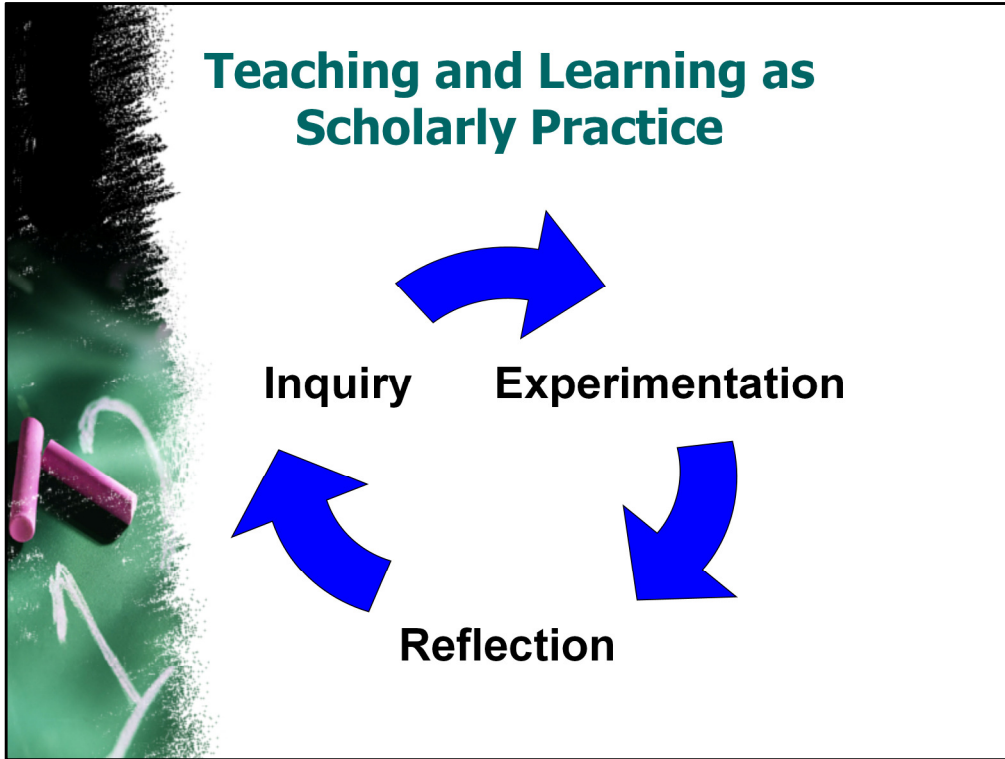 Teaching and Learning as
Scholarly Practice
Inquiry
Experimentation
Reflection